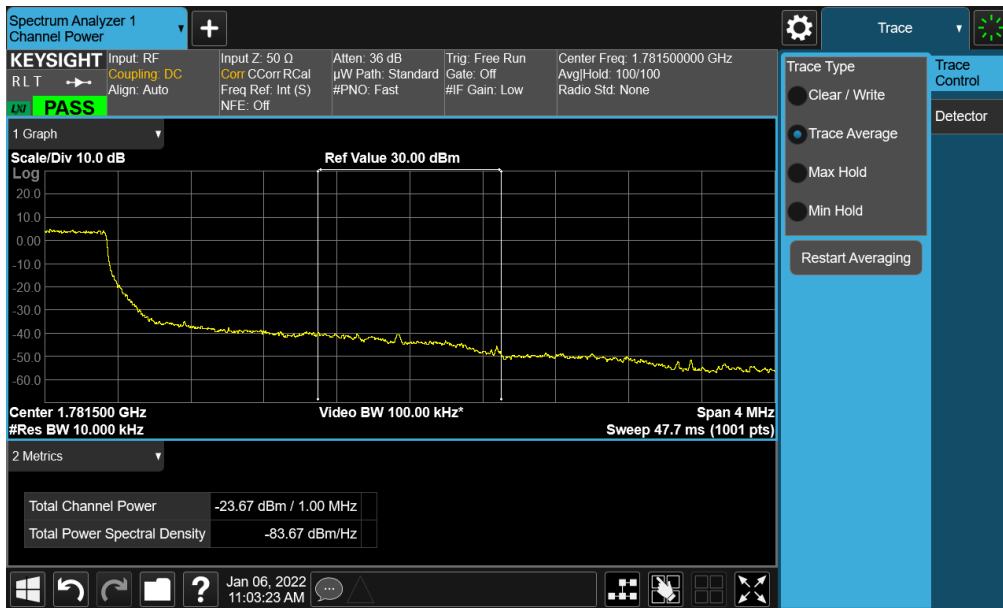 Spectrum Analyzer 1
Channel Power
Trace
KEYSIGHT
RLT
LXI
PASS
Input: RF
Coupling: DC
Align: Auto
Input Z: 50 Ω
Corr CCorr RCal
Freq Ref: Int (S)
NFE: Off
Atten: 36 dB
µW Path: Standard
#PNO: Fast
Trig: Free Run
Gate: Off
#IF Gain: Low
Center Freq: 1.781500000 GHz
Avg|Hold: 100/100
Radio Std: None
Trace Type
Clear / Write
Trace Average
Max Hold
Min Hold
Restart Averaging
Trace
Control
Detector
1 Graph
Scale/Div 10.0 dB
Ref Value 30.00 dBm
Log
20.0
10.0
0.00
-10.0
-20.0
-30.0
-40.0
-50.0
-60.0
Center 1.781500 GHz
Video BW 100.00 kHz*
Span 4 MHz
#Res BW 10.000 kHz
Sweep 47.7 ms (1001 pts)
2 Metrics
Total Channel Power -23.67 dBm / 1.00 MHz
Total Power Spectral Density -83.67 dBm/Hz
?
Jan 06, 2022
11:03:23 AM